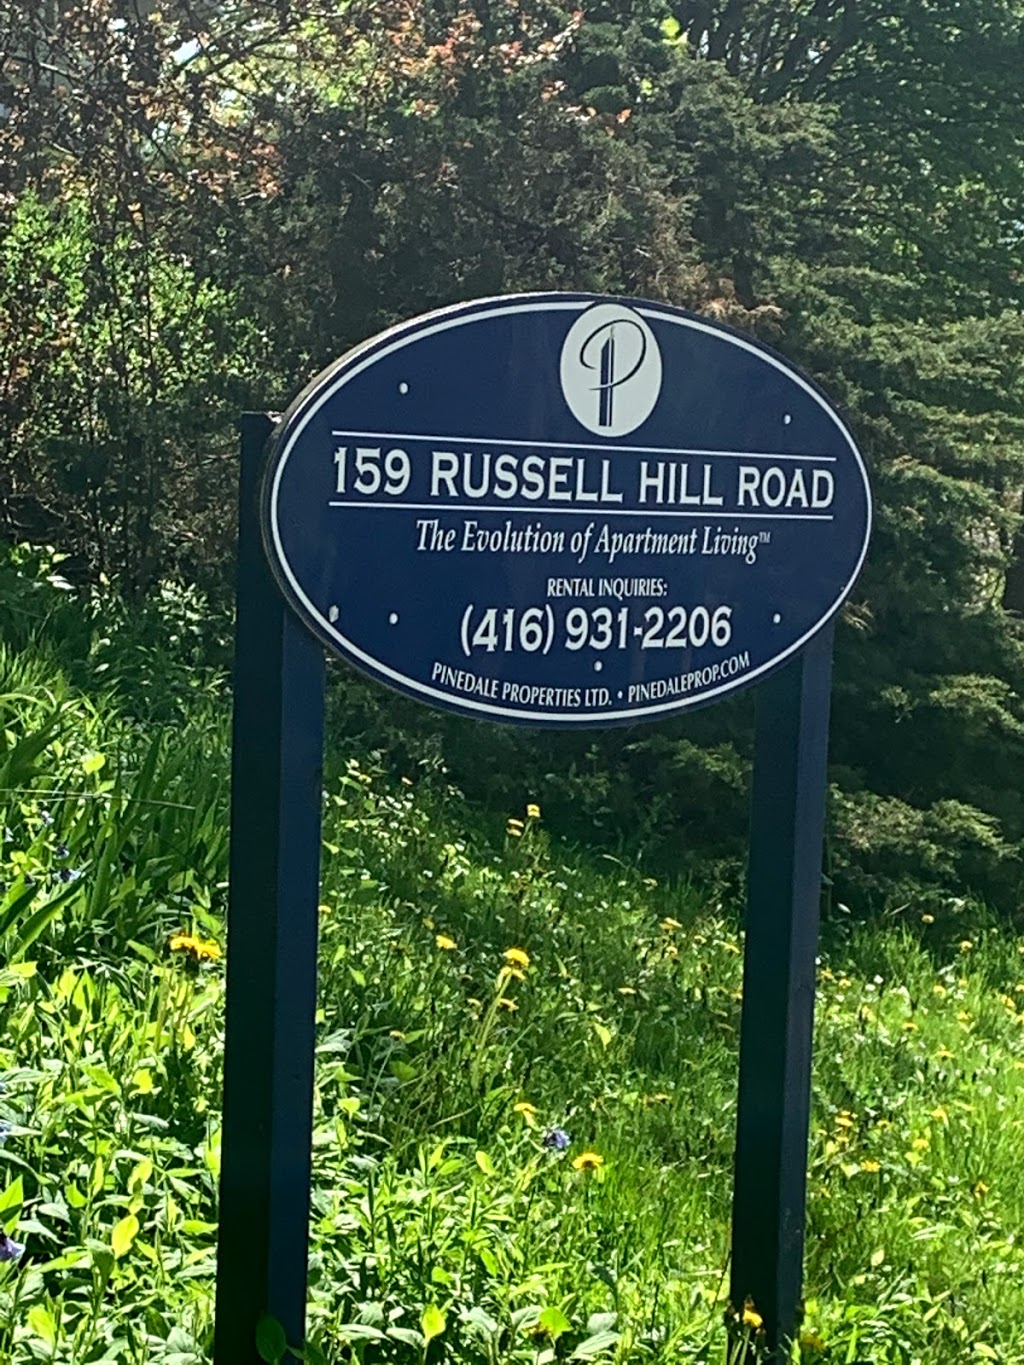 P
159 RUSSELL HILL ROAD
The Evolution of Apartment Living™
RENTAL INQUIRIES:
(416) 931-2206
PINEDALE PROPERTIES LTD. • PINEDALEPROP.COM